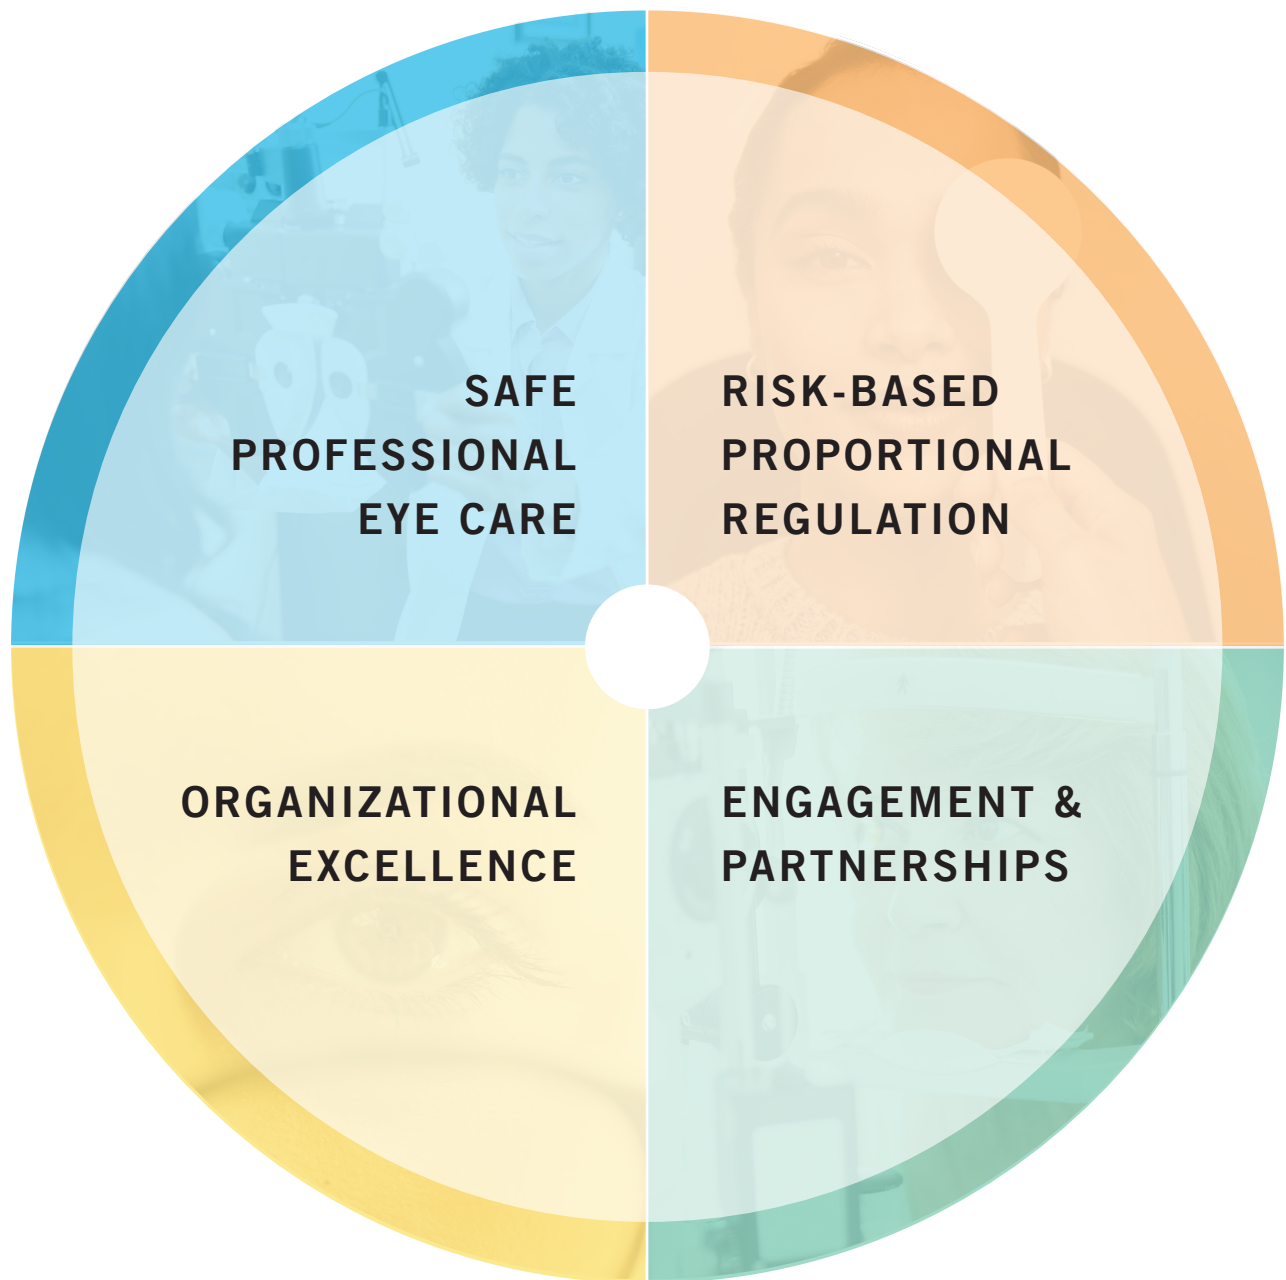 SAFE
PROFESSIONAL
EYE CARE
RISK-BASED
PROPORTIONAL
REGULATION
ORGANIZATIONAL
EXCELLENCE
ENGAGEMENT &
PARTNERSHIPS